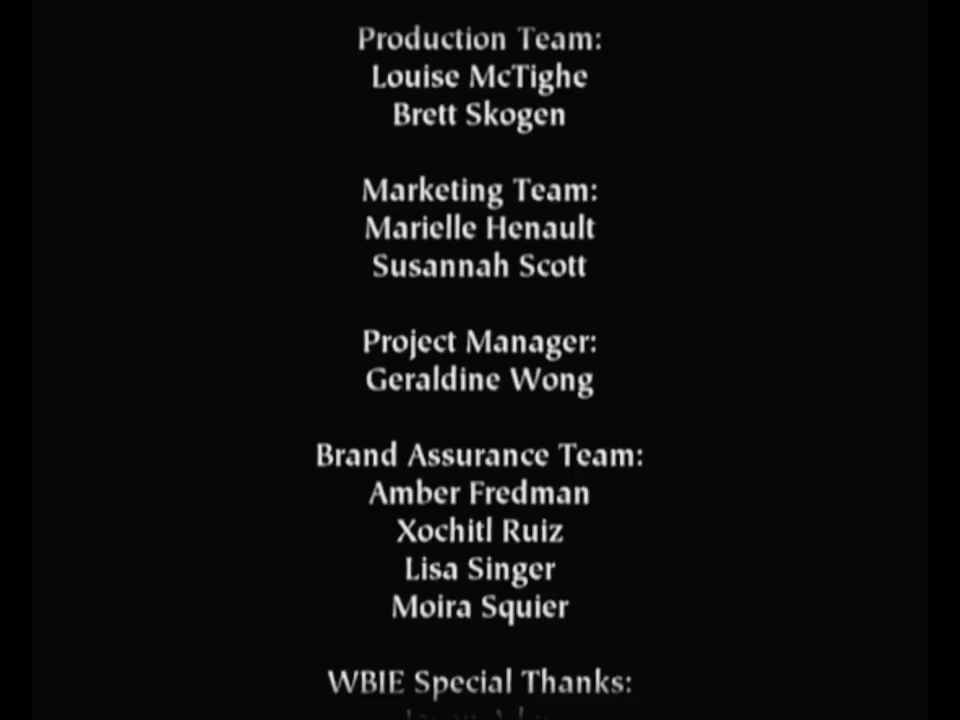 Production Team:
Louise McTighe
Brett Skogen
Marketing Team:
Marielle Henault
Susannah Scott
Project Manager:
Geraldine Wong
Brand Assurance Team:
Amber Fredman
Xochitl Ruiz
Lisa Singer
Moira Squier
WBIE Special Thanks: